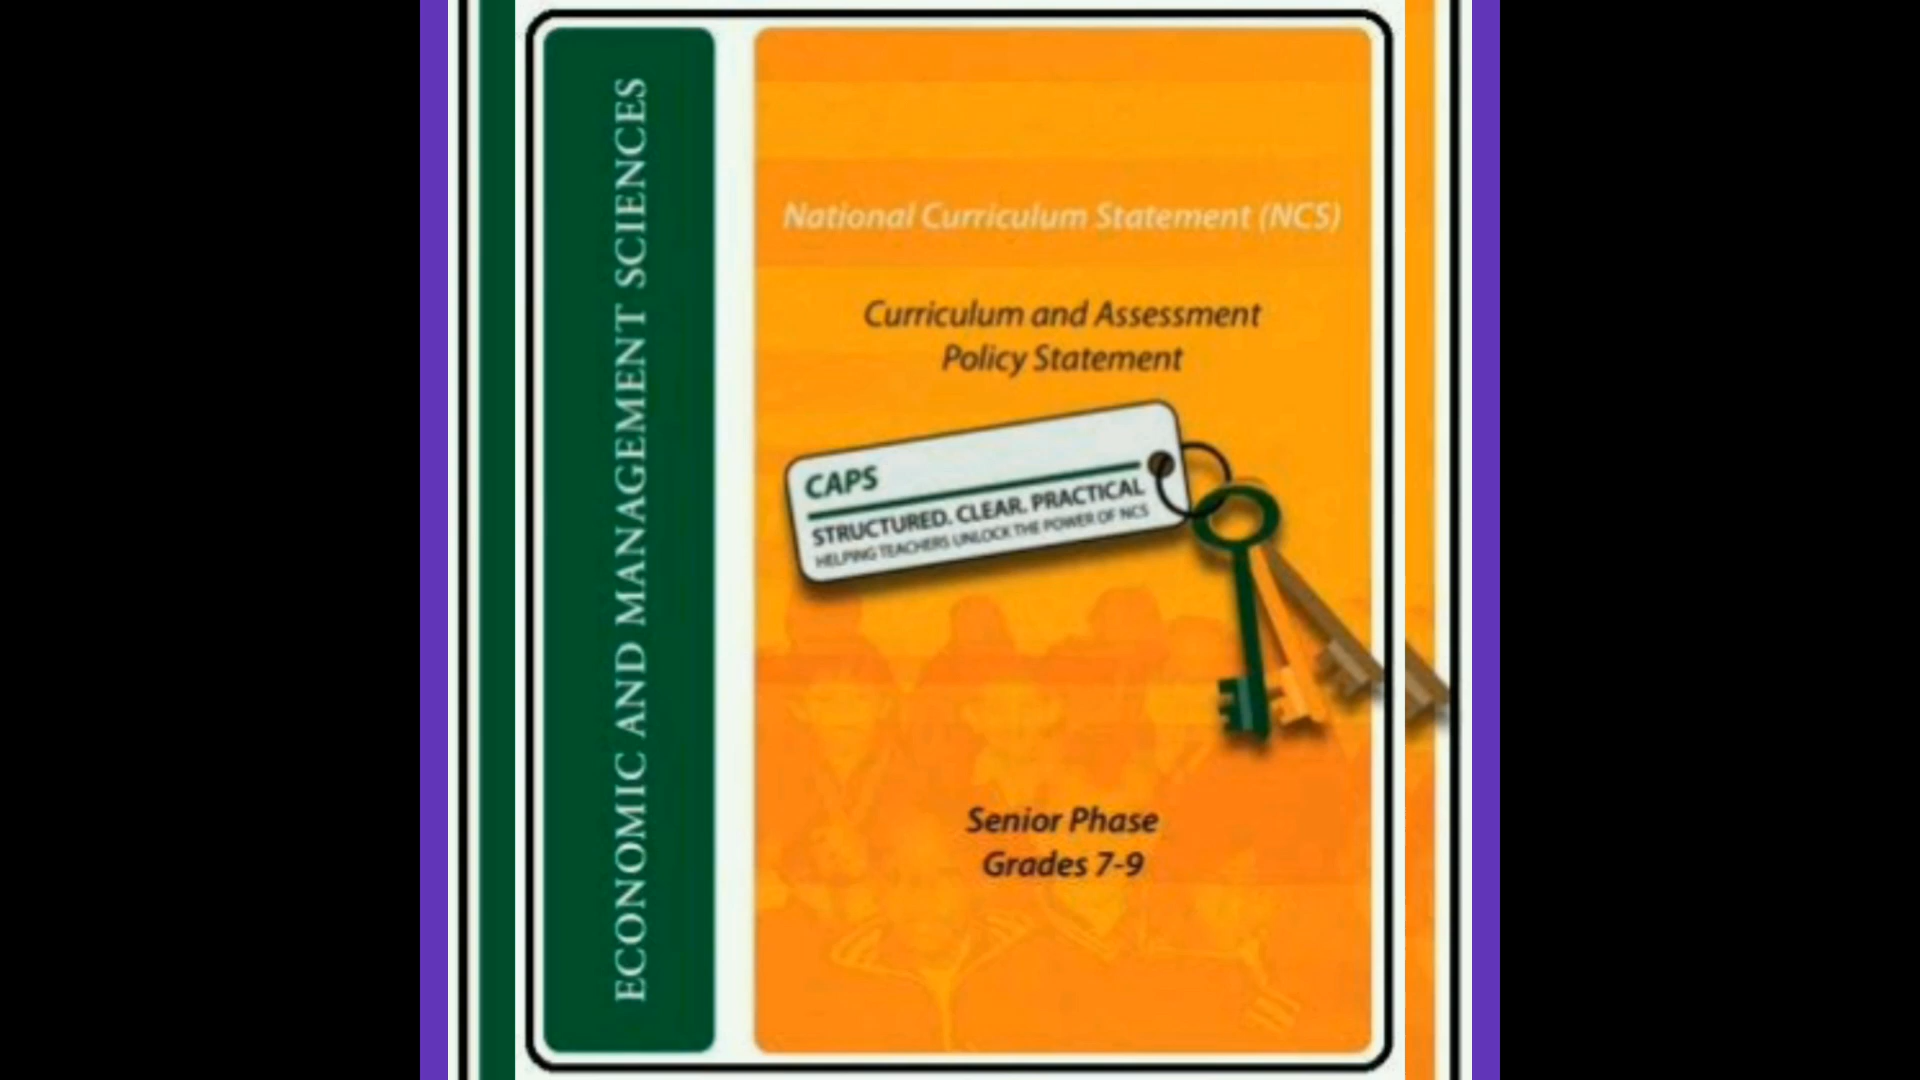 ECONOMIC AND MANAGEMENT SCIENCES
National Curriculum Statement (NCS)
Curriculum and Assessment
Policy Statement
CAPS
STRUCTURED. CLEAR. PRACTICAL
HELPING TEACHERS UNLOCK THE POWER OF NCS
Senior Phase
Grades 7-9